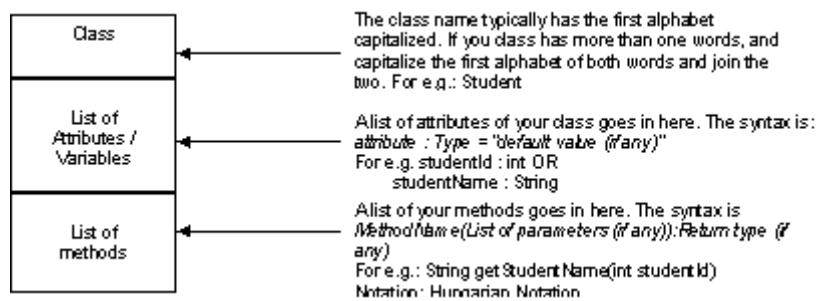 Class
The class name typically has the first alphabet
capitalized. If you class has more than one words, and
capitalize the first alphabet of both words and join the
two. For e.g.: Student
List of
Attributes /
Variables
A list of attributes of your class goes in here. The syntax is :
attribute : Type = "default value (if any)"
For e.g. studentId : int OR
studentName : String
List of
methods
A list of your methods goes in here. The syntax is
MethodName(List of parameters (if any)):Return type (if
any)
For e.g.: String getStudentName(int studentId)
Notation: Hungarian Notation